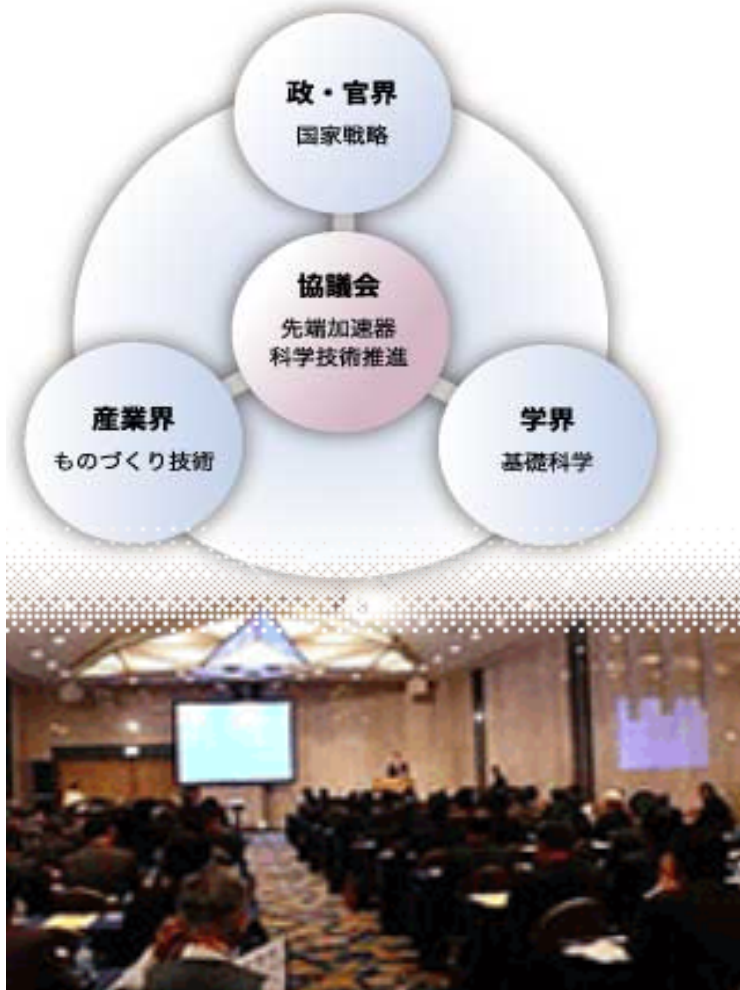 政・官界
国家戦略
協議会
先端加速器
科学技術推進
産業界
ものづくり技術
学界
基礎科学